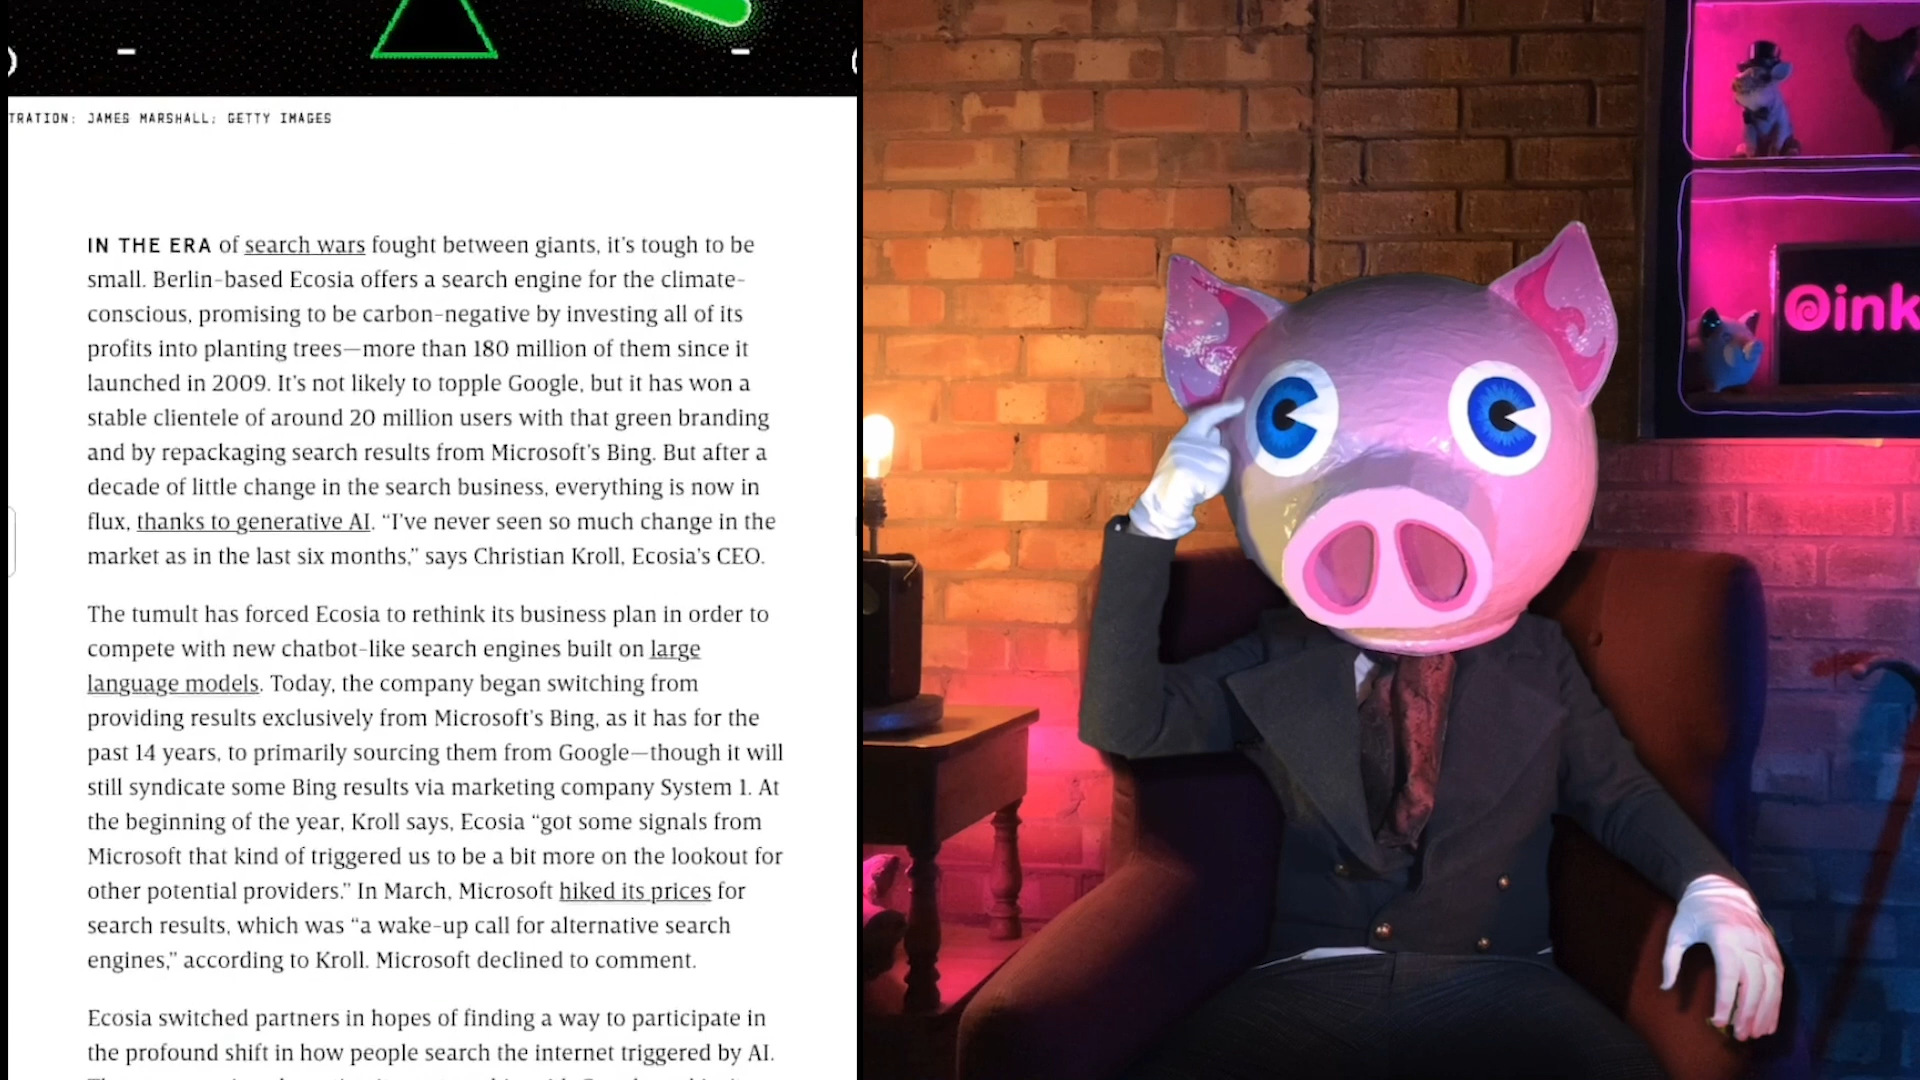 TRATION: JAMES MARSHALL; GETTY IMAGES
IN THE ERA of search wars fought between giants, it's tough to be
small. Berlin-based Ecosia offers a search engine for the climate-
conscious, promising to be carbon-negative by investing all of its
profits into planting trees—more than 180 million of them since it
launched in 2009. It's not likely to topple Google, but it has won a
stable clientele of around 20 million users with that green branding
and by repackaging search results from Microsoft's Bing. But after a
decade of little change in the search business, everything is now in
flux, thanks to generative AI. “I've never seen so much change in the
market as in the last six months,” says Christian Kroll, Ecosia's CEO.
The tumult has forced Ecosia to rethink its business plan in order to
compete with new chatbot-like search engines built on large
language models. Today, the company began switching from
providing results exclusively from Microsoft's Bing, as it has for the
past 14 years, to primarily sourcing them from Google—though it will
still syndicate some Bing results via marketing company System 1. At
the beginning of the year, Kroll says, Ecosia “got some signals from
Microsoft that kind of triggered us to be a bit more on the lookout for
other potential providers.” In March, Microsoft hiked its prices for
search results, which was “a wake-up call for alternative search
engines,” according to Kroll. Microsoft declined to comment.
Ecosia switched partners in hopes of finding a way to participate in
the profound shift in how people search the internet triggered by AI.
Oink